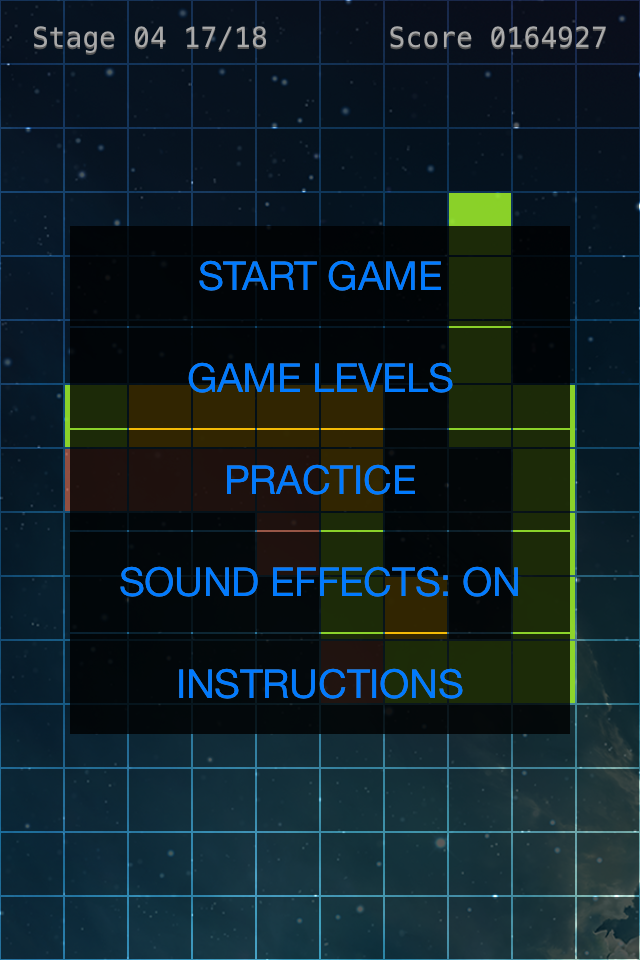 Stage 04 17/18 Score 0164927
START GAME
GAME LEVELS
PRACTICE
SOUND EFFECTS: ON
INSTRUCTIONS